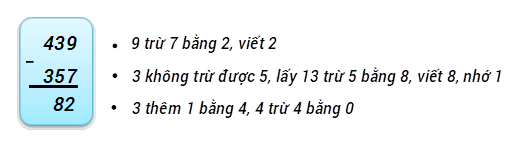 439
-
357
82
• 9 trừ 7 bằng 2, viết 2
• 3 không trừ được 5, lấy 13 trừ 5 bằng 8, viết 8, nhớ 1
• 3 thêm 1 bằng 4, 4 trừ 4 bằng 0